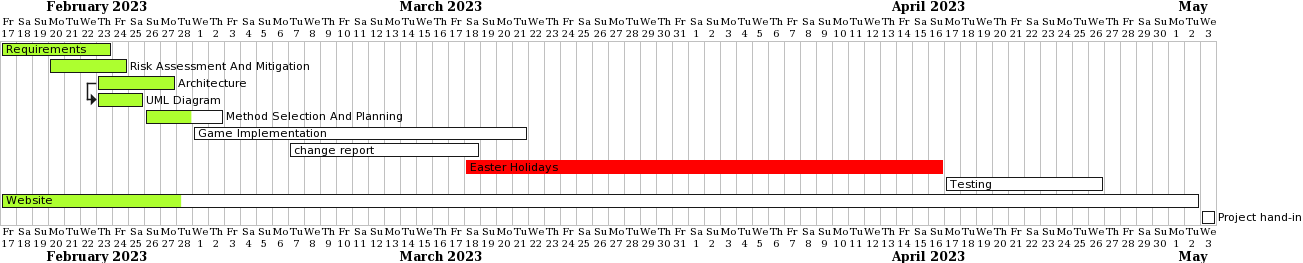 February 2023 March 2023 April 2023 May
Fr Sa Su Mo Tu We Th Fr Sa Su Mo Tu We Th Fr Sa Su Mo Tu We Th Fr Sa Su Mo Tu We Th Fr Sa Su Mo Tu We Th Fr Sa Su Mo Tu We Th Fr Sa Su Mo Tu We Th Fr Sa Su Mo Tu We Th Fr Sa Su Mo Tu We Th Fr Sa Su Mo Tu We Th Fr Sa Su Mo Tu We
17 18 19 20 21 22 23 24 25 26 27 28 1 2 3 4 5 6 7 8 9 10 11 12 13 14 15 16 17 18 19 20 21 22 23 24 25 26 27 28 29 30 31 1 2 3 4 5 6 7 8 9 10 11 12 13 14 15 16 17 18 19 20 21 22 23 24 25 26 27 28 29 30 1 2 3
Requirements
Risk Assessment And Mitigation
Architecture
UML Diagram
Method Selection And Planning
Game Implementation
change report
Easter Holidays
Testing
Website
Project hand-in
Fr Sa Su Mo Tu We Th Fr Sa Su Mo Tu We Th Fr Sa Su Mo Tu We Th Fr Sa Su Mo Tu We Th Fr Sa Su Mo Tu We Th Fr Sa Su Mo Tu We Th Fr Sa Su Mo Tu We Th Fr Sa Su Mo Tu We Th Fr Sa Su Mo Tu We Th Fr Sa Su Mo Tu We Th Fr Sa Su Mo Tu We
17 18 19 20 21 22 23 24 25 26 27 28 1 2 3 4 5 6 7 8 9 10 11 12 13 14 15 16 17 18 19 20 21 22 23 24 25 26 27 28 29 30 31 1 2 3 4 5 6 7 8 9 10 11 12 13 14 15 16 17 18 19 20 21 22 23 24 25 26 27 28 29 30 1 2 3
February 2023 March 2023 April 2023 May